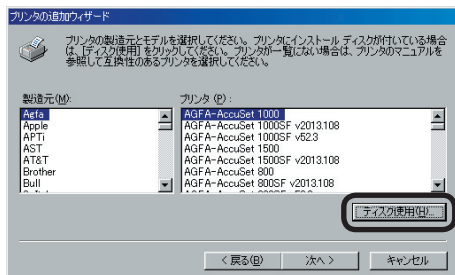 プリンタの追加ウィザード
プリンタの製造元とモデルを選択してください。プリンタにインストール ディスクが付いている場合
は、[ディスク使用] をクリックしてください。プリンタが一覧にない場合は、プリンタのマニュアルを
参照して互換性のあるプリンタを選択してください。
製造元(M):
プリンタ (P) :
Agfa
Apple
APTi
AST
AT&T
Brother
Bull
AGFA-AccuSet 1000
AGFA-AccuSet 1000SF v2013.108
AGFA-AccuSet 1000SF v52.3
AGFA-AccuSet 1500
AGFA-AccuSet 1500SF v2013.108
AGFA-AccuSet 800
AGFA-AccuSet 800SF v2013.108
ディスク使用(H)...
< 戻る(B)
次へ >
キャンセル